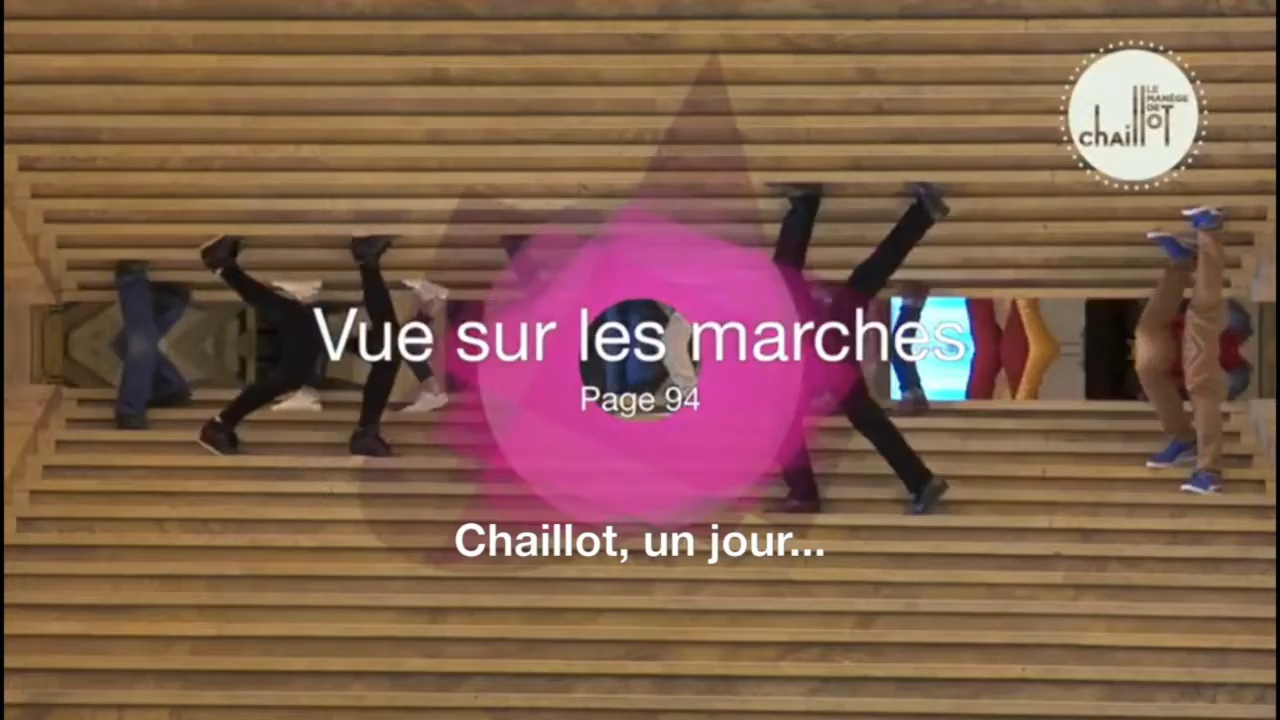 LE
MANÈGE
DE
chaillOT
Vue sur les marches
Page 94
Chaillot, un jour...